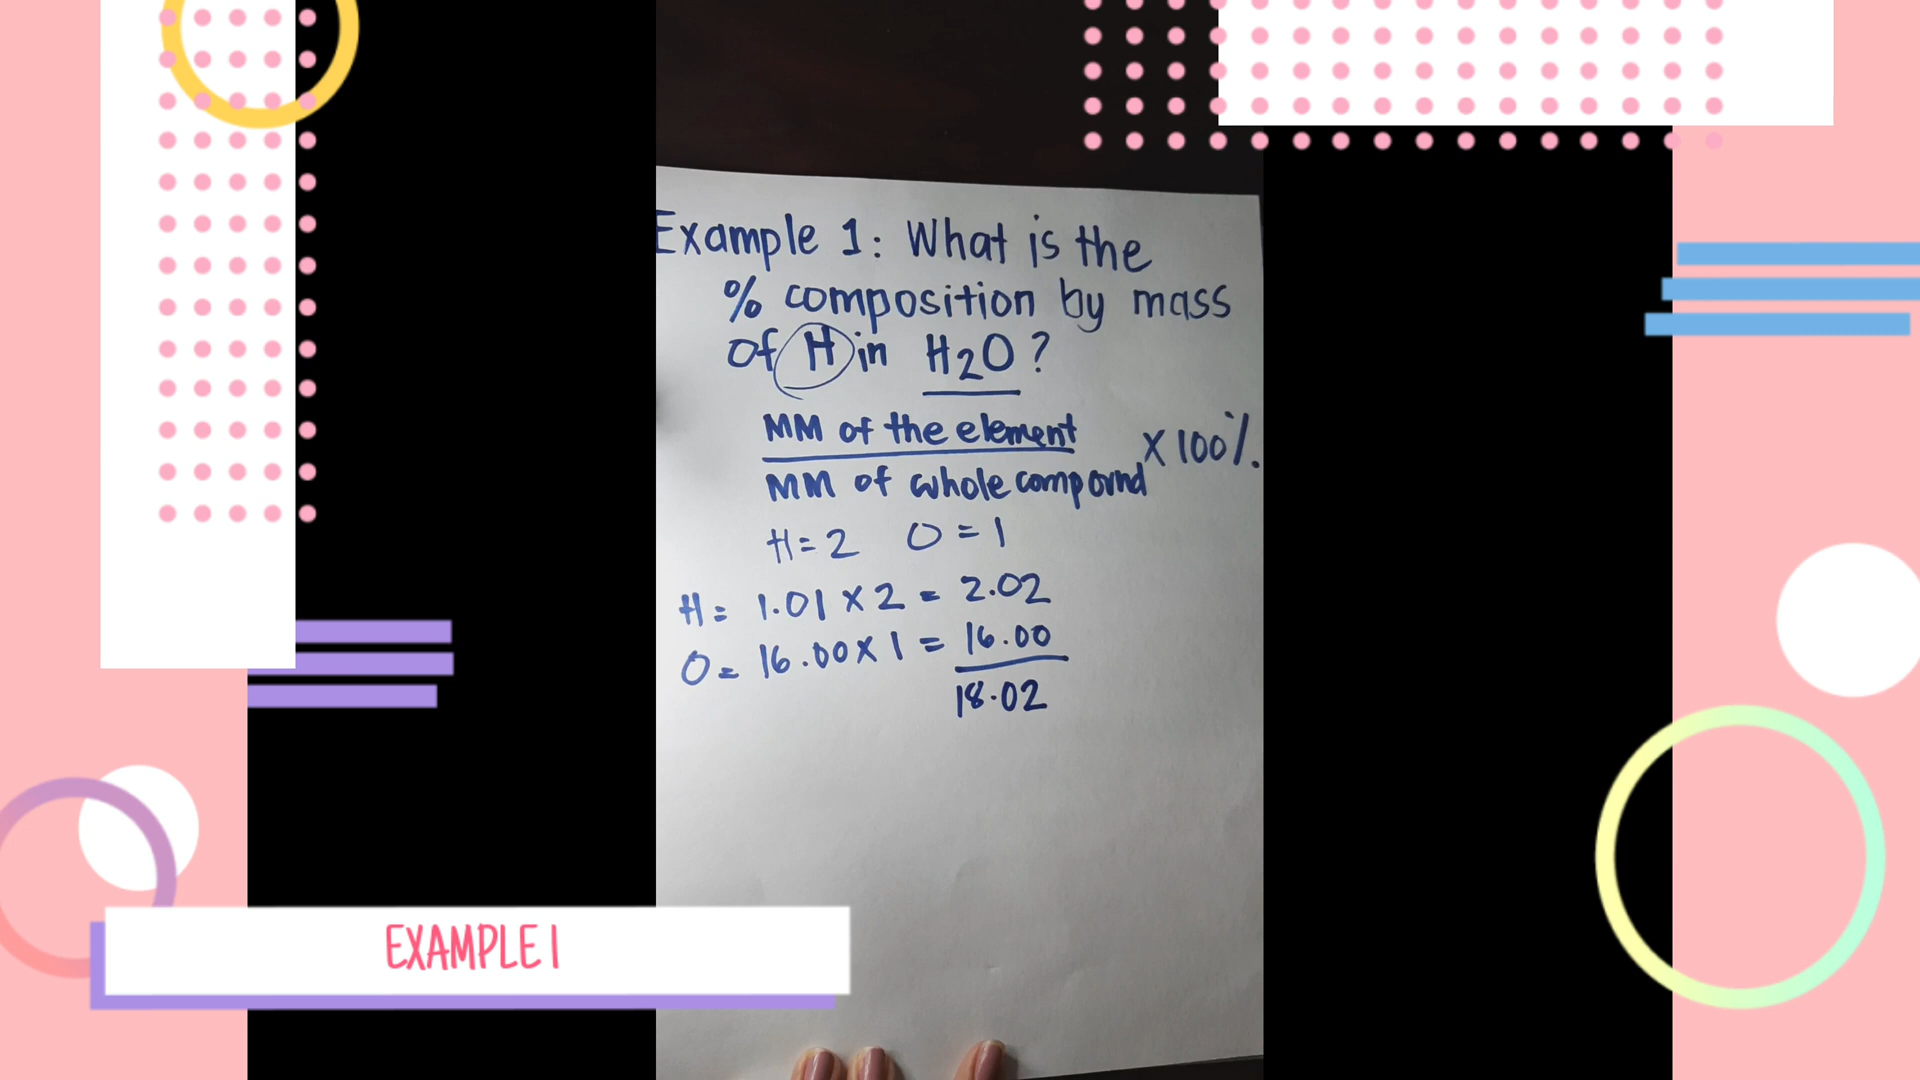 Example 1: What is the
% composition by mass
of H in H2O?
MM of the element
MM of whole compound
X 100%.
H = 2 O = 1
H = 1.01 x 2 = 2.02
O = 16.00 x 1 = 16.00
18.02
EXAMPLE 1